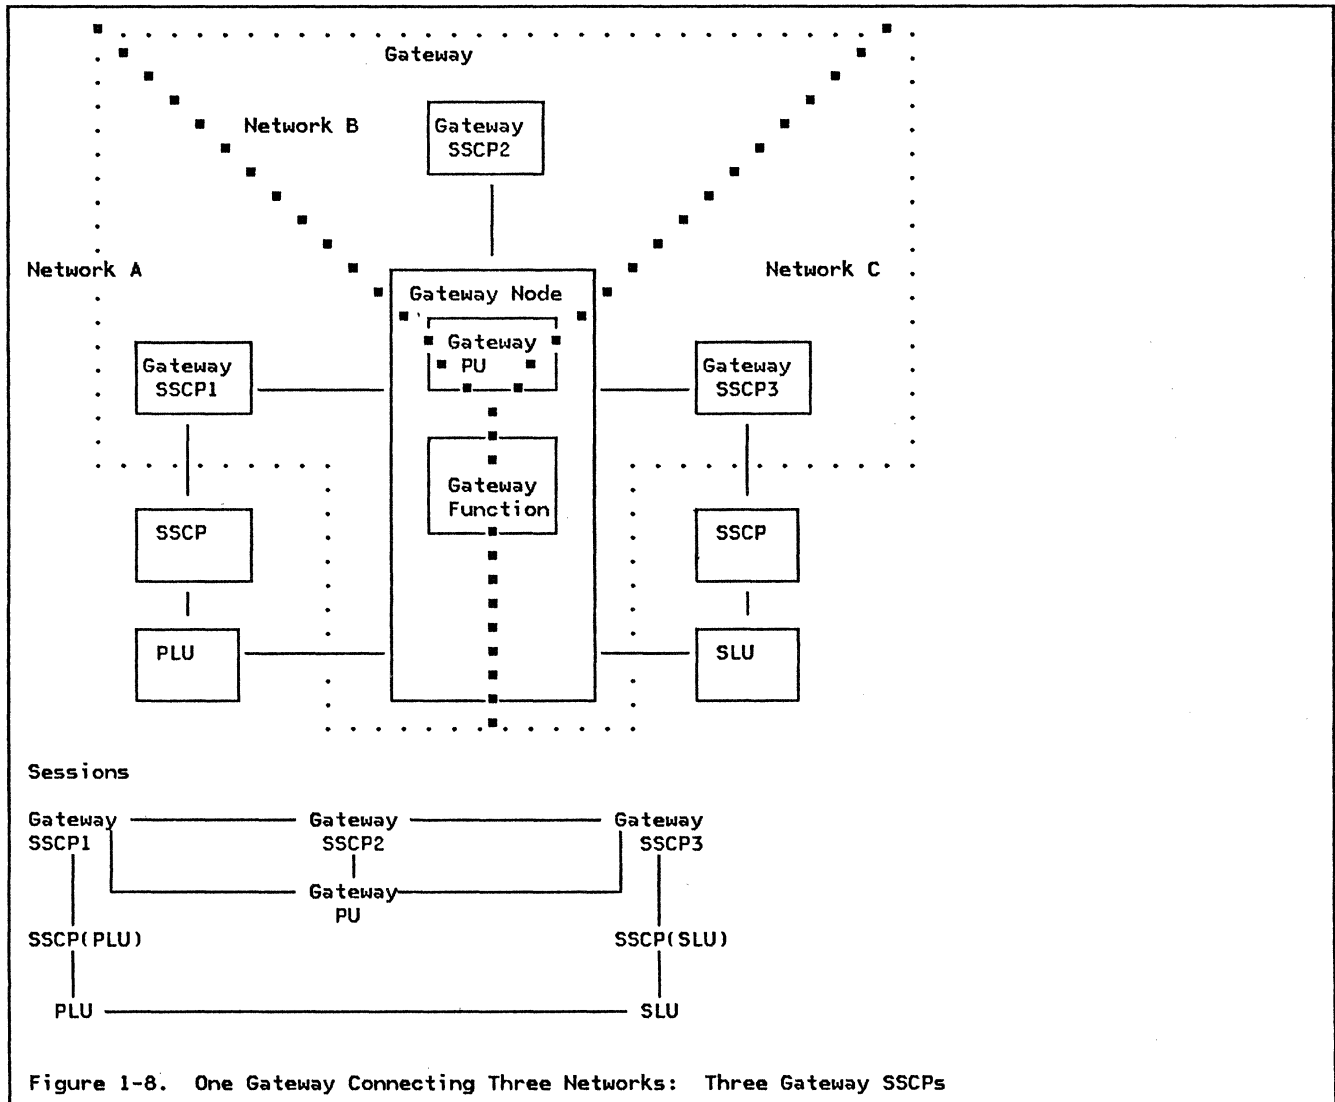 Gateway
Network B
Gateway
SSCP2
Network A
Network C
Gateway Node
Gateway
PU
Gateway
SSCP1
Gateway
SSCP3
Gateway
Function
SSCP
SSCP
PLU
SLU
Sessions
Gateway Gateway Gateway
SSCP1 SSCP2 SSCP3
Gateway
PU
SSCP(PLU) SSCP(SLU)
PLU SLU
Figure 1-8. One Gateway Connecting Three Networks: Three Gateway SSCPs